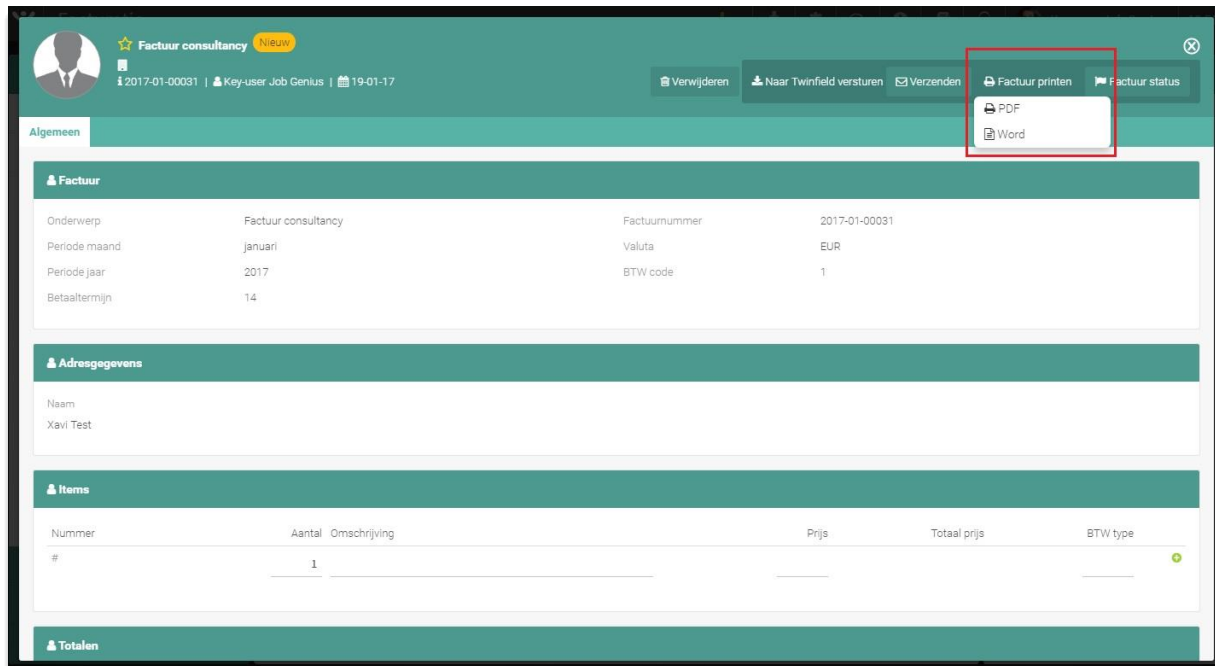 Facturatie
Factuur consultancy Nieuw
2017-01-00031 | Key-user Job Genius | 19-01-17
Verwijderen Naar Twinfield versturen Verzenden Factuur printen Factuur status
PDF
Word
Algemeen
Factuur
Onderwerp Factuur consultancy Factuurnummer 2017-01-00031
Periode maand januari Valuta EUR
Periode jaar 2017 BTW code 1
Betaaltermijn 14
Adresgegevens
Naam
Xavi Test
Items
Nummer Aantal Omschrijving Prijs Totaal prijs BTW type
# 1
Totalen